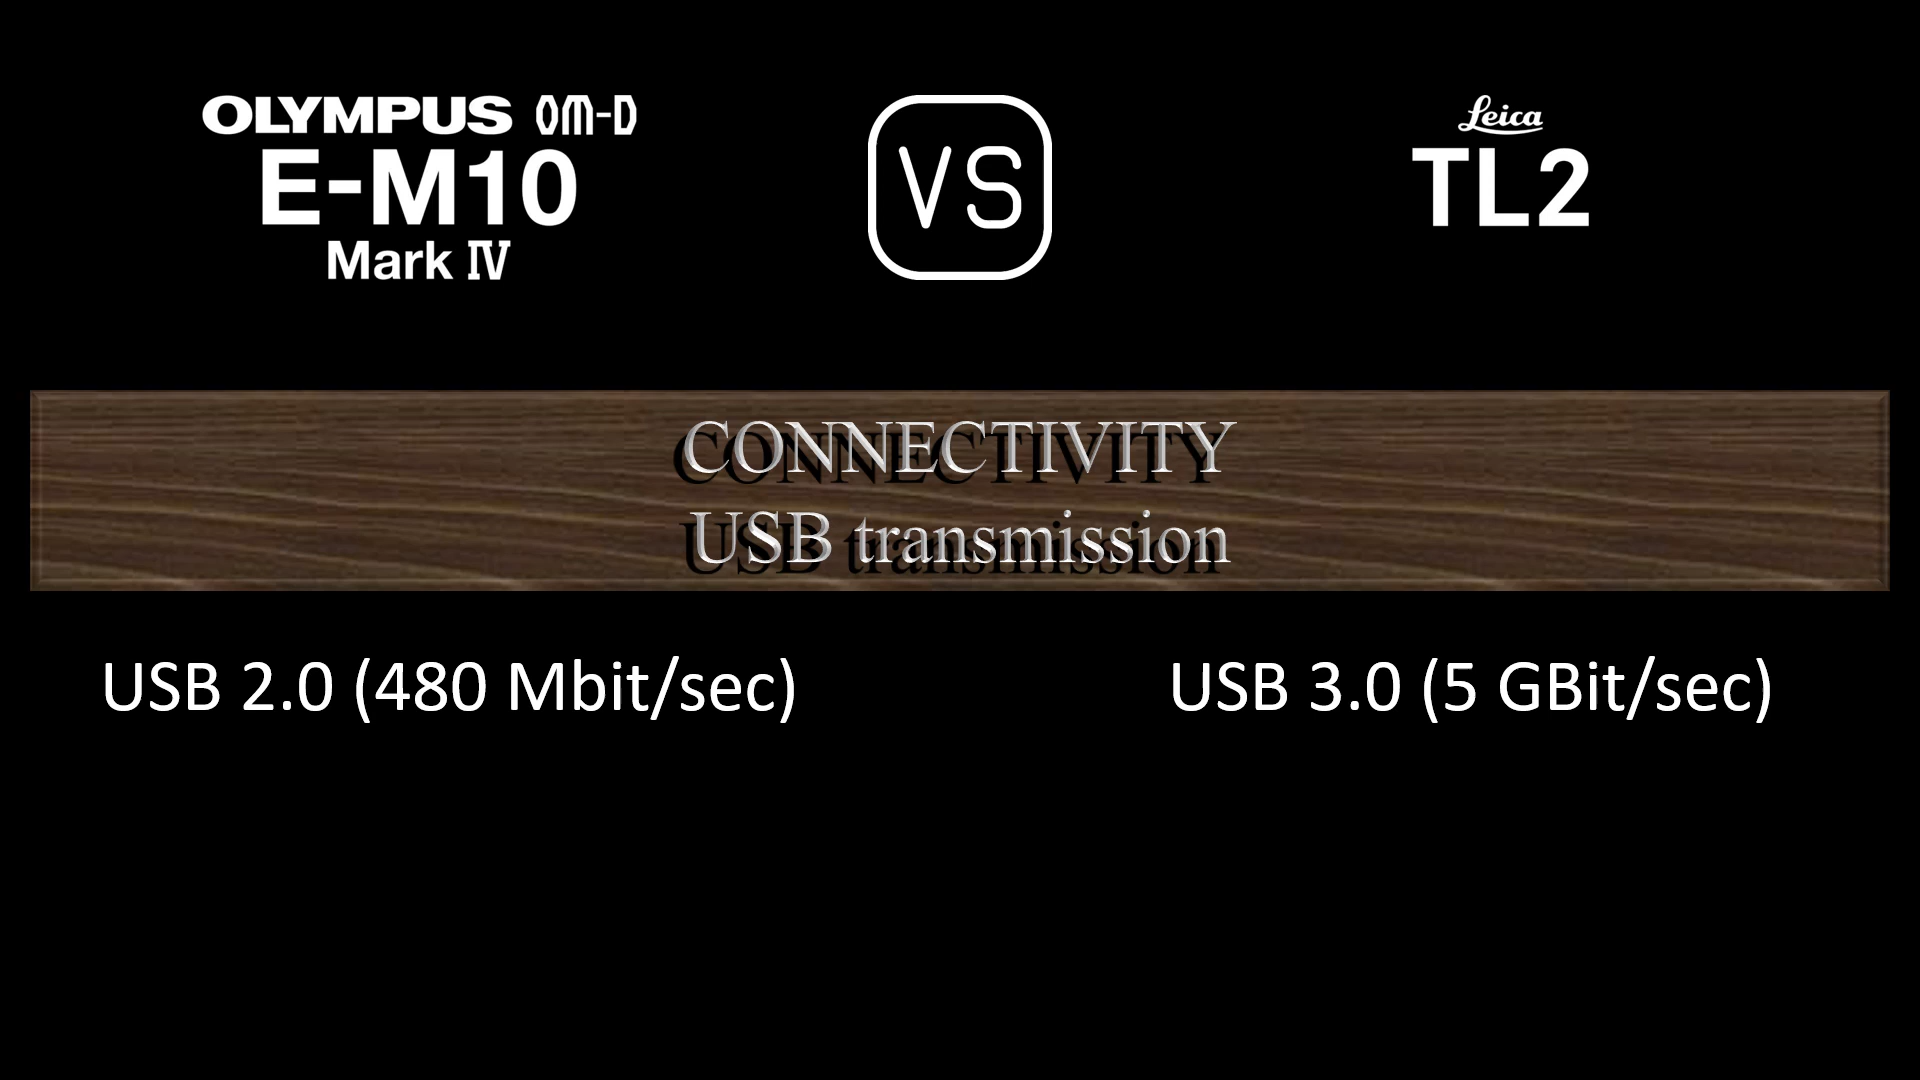 OLYMPUS OM-D
E-M10
Mark IV
VS
Leica
TL2
CONNECTIVITY
USB transmission
USB 2.0 (480 Mbit/sec)
USB 3.0 (5 GBit/sec)